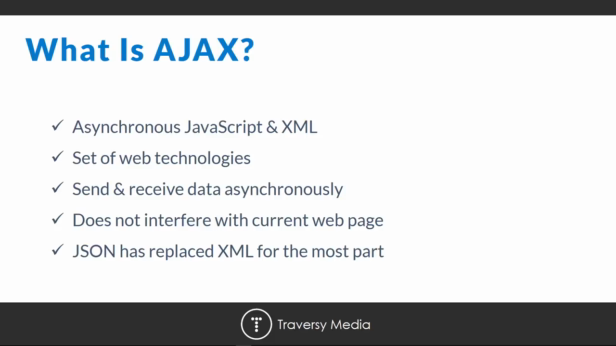 What Is AJAX?
✓ Asynchronous JavaScript & XML
✓ Set of web technologies
✓ Send & receive data asynchronously
✓ Does not interfere with current web page
✓ JSON has replaced XML for the most part
Traversy Media